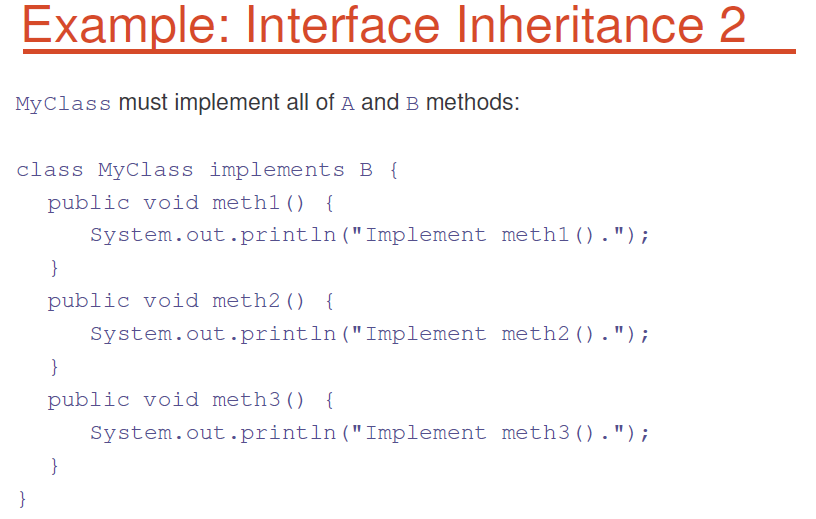 Example: Interface Inheritance 2
MyClass must implement all of A and B methods:
class MyClass implements B {
public void meth1() {
System.out.println("Implement meth1().");
}
public void meth2() {
System.out.println("Implement meth2().");
}
public void meth3() {
System.out.println("Implement meth3().");
}
}